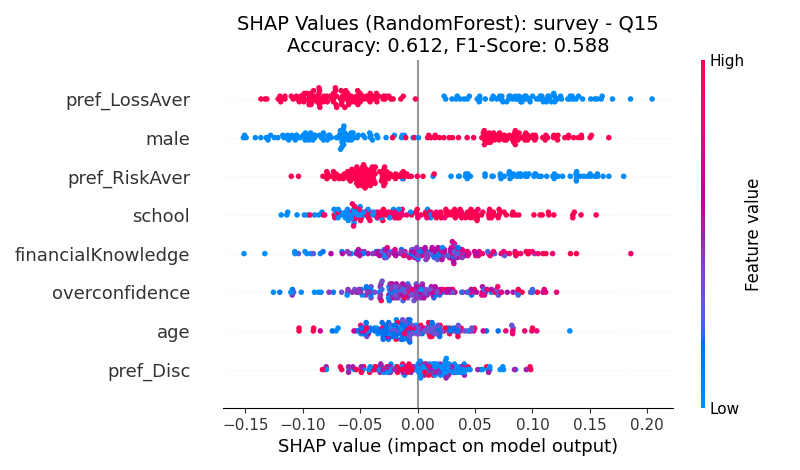 SHAP Values (RandomForest): survey - Q15
Accuracy: 0.612, F1-Score: 0.588
High
pref_LossAver
male
pref_RiskAver
school
financialKnowledge
overconfidence
age
pref_Disc
Feature value
Low
−0.15 −0.10 −0.05 0.00 0.05 0.10 0.15 0.20
SHAP value (impact on model output)